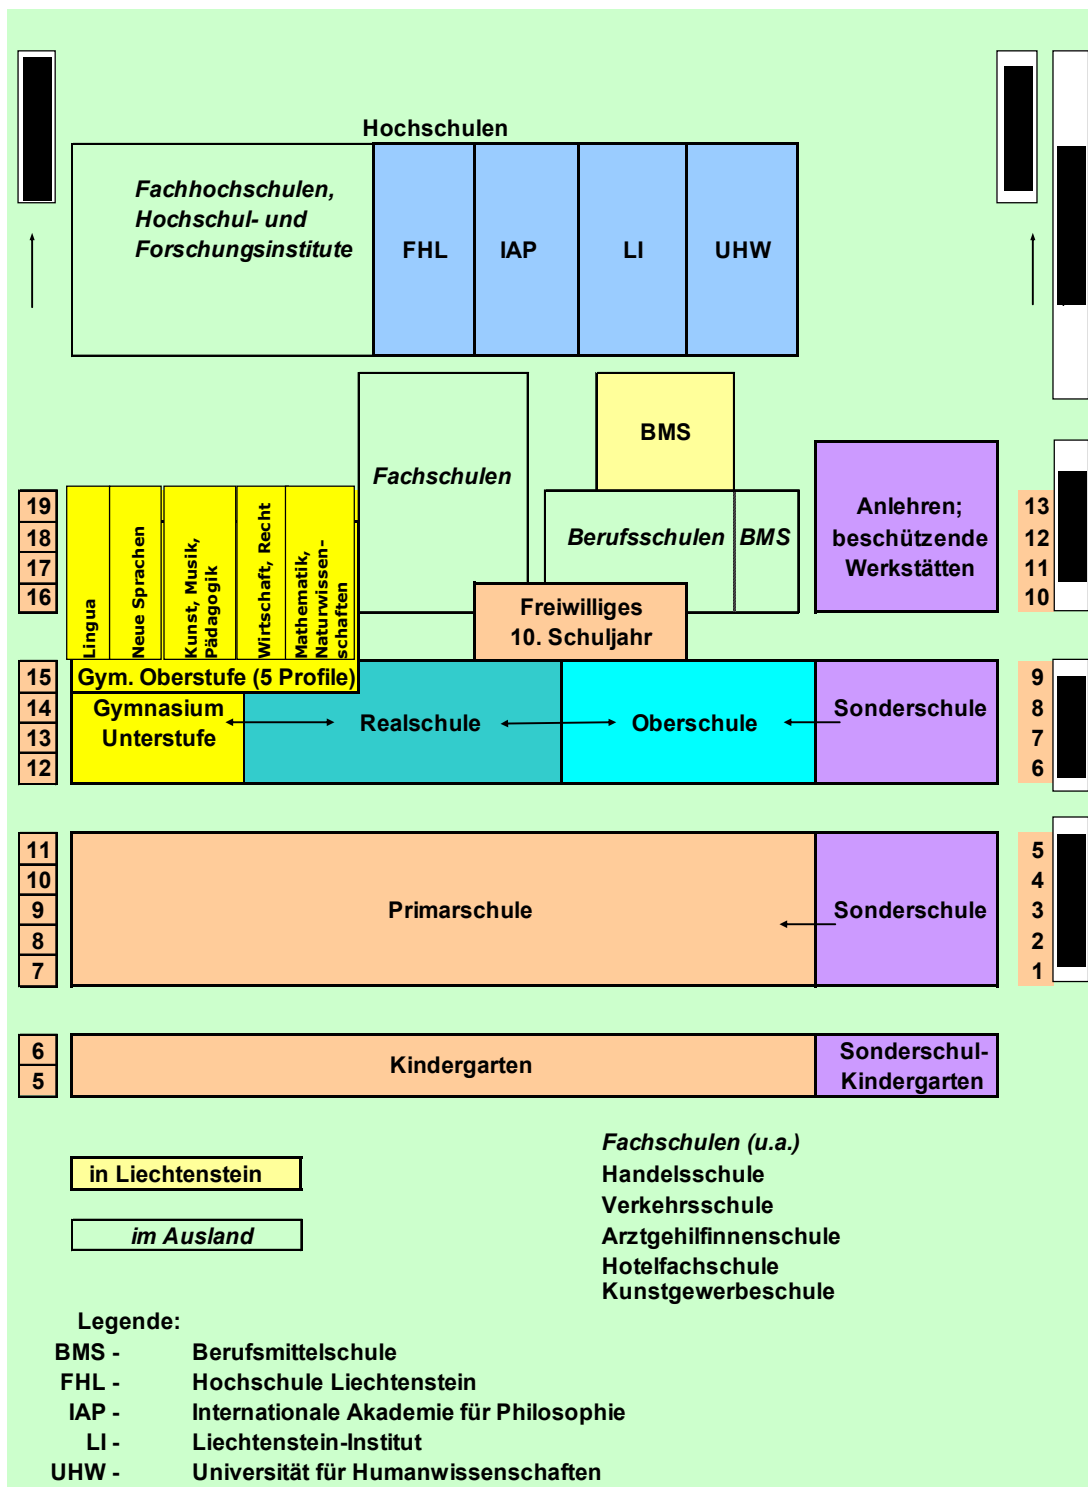 Hochschulen
Fachhochschulen,
Hochschul- und
Forschungsinstitute
FHL
IAP
LI
UHW
BMS
Fachschulen
Berufsschulen
BMS
Anlehren;
beschützende
Werkstätten
19
18
17
16
13
12
11
10
Lingua
Neue Sprachen
Kunst, Musik,
Pädagogik
Wirtschaft, Recht
Mathematik,
Naturwissen-
schaften
Freiwilliges
10. Schuljahr
15
14
13
12
Gym. Oberstufe (5 Profile)
Gymnasium
Unterstufe
Realschule
Oberschule
Sonderschule
9
8
7
6
11
10
9
8
7
Primarschule
Sonderschule
5
4
3
2
1
6
5
Kindergarten
Sonderschul-
Kindergarten
in Liechtenstein
im Ausland
Fachschulen (u.a.)
Handelsschule
Verkehrsschule
Arztgehilfinnenschule
Hotelfachschule
Kunstgewerbeschule
Legende:
BMS - Berufsmittelschule
FHL - Hochschule Liechtenstein
IAP - Internationale Akademie für Philosophie
LI - Liechtenstein-Institut
UHW - Universität für Humanwissenschaften